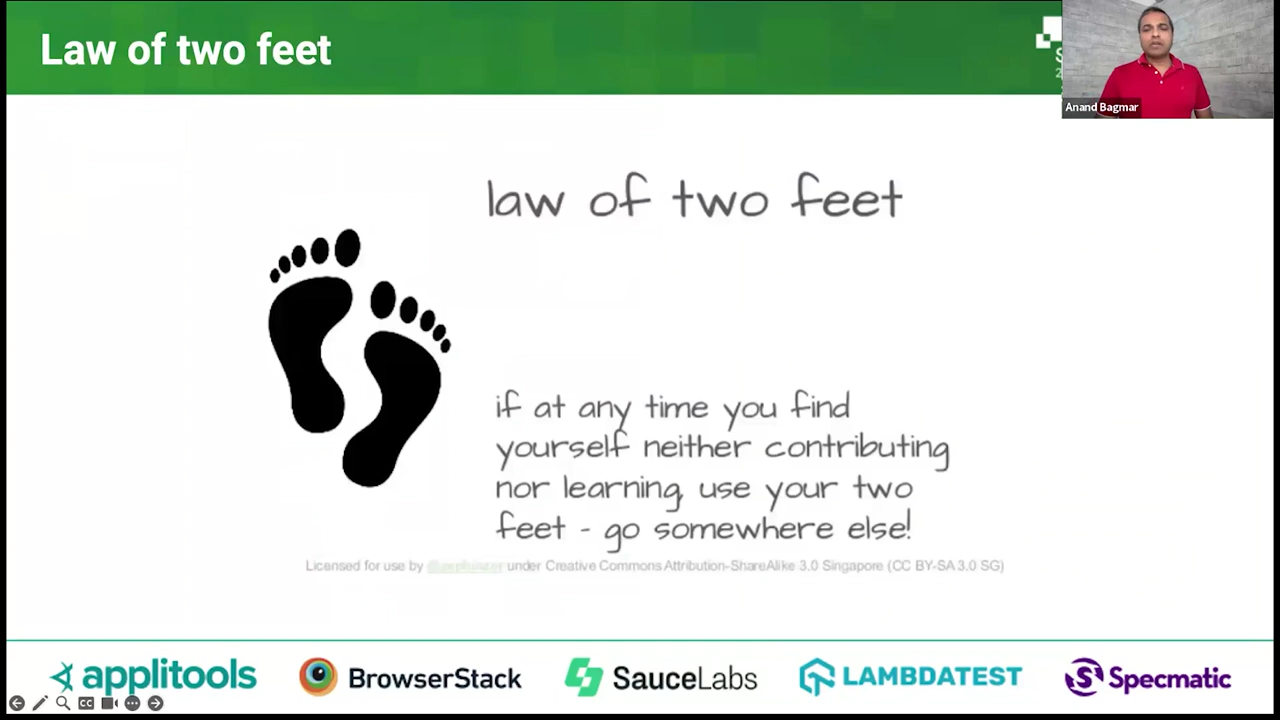 Law of two feet
Anand Bagmar
law of two feet
if at any time you find
yourself neither contributing
nor learning, use your two
feet - go somewhere else!
Licensed for use by under Creative Commons Attribution-ShareAlike 3.0 Singapore (CC BY-SA 3.0 SG)
applitools BrowserStack SauceLabs LAMBDATEST Specmatic